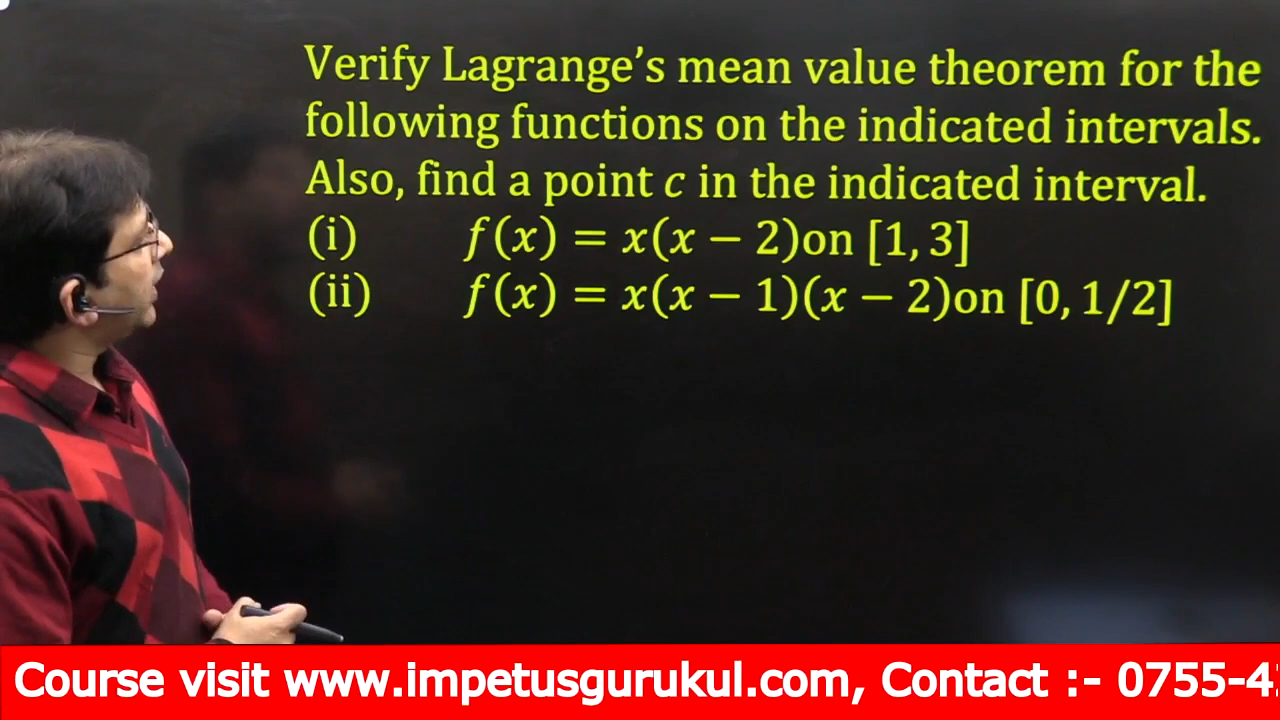 Verify Lagrange’s mean value theorem for the
following functions on the indicated intervals.
Also, find a point c in the indicated interval.
(i) f(x) = x(x − 2)on [1, 3]
(ii) f(x) = x(x − 1)(x − 2)on [0, 1/2]
Course visit www.impetusgurukul.com, Contact :- 0755-4